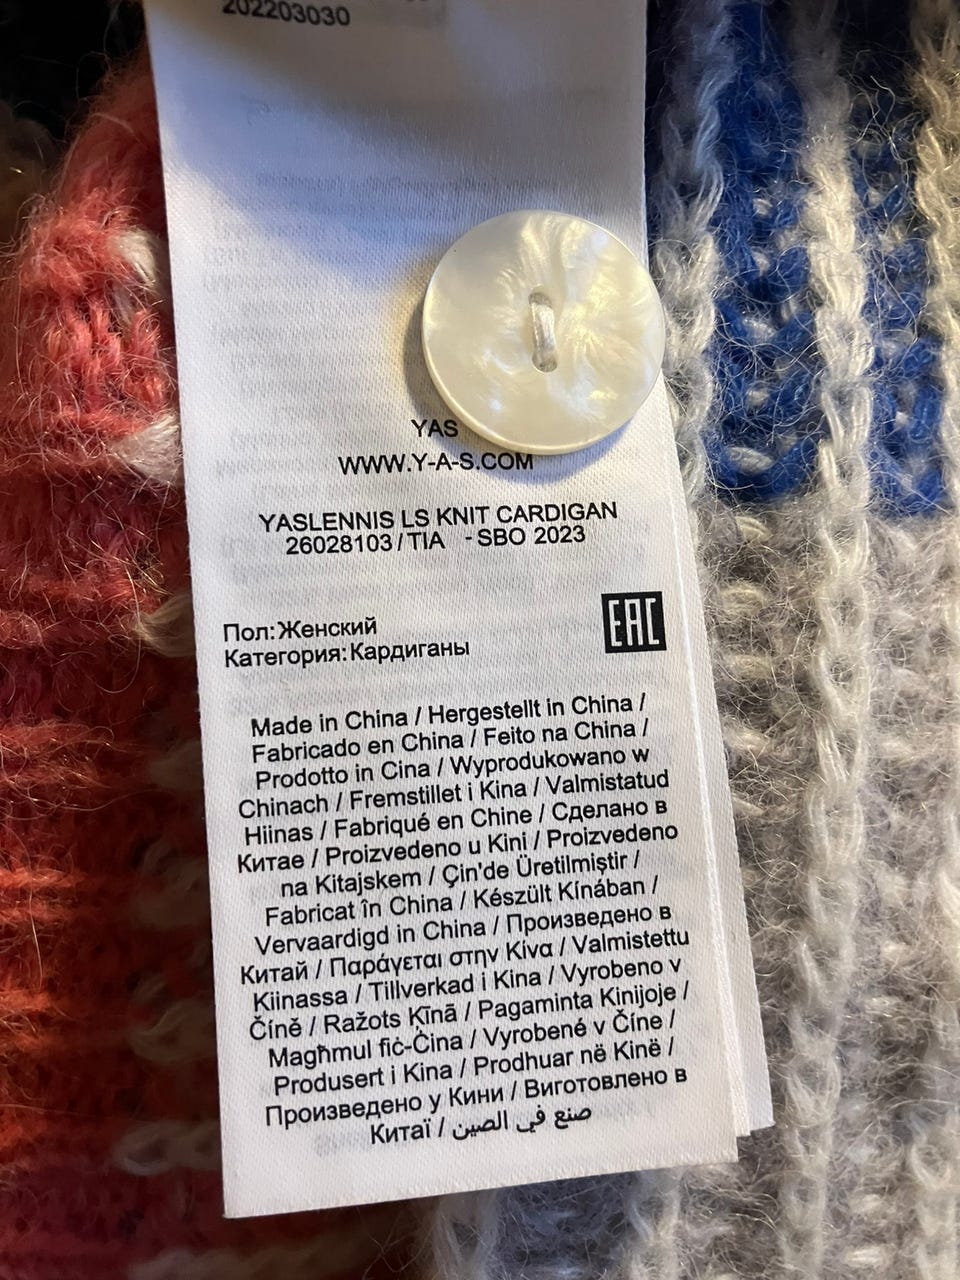 202203030
YAS
WWW.Y-A-S.COM
YASLENNIS LS KNIT CARDIGAN
26028103/TIA - SBO 2023
Пол:Женский
Категория:Кардиганы
EAC
Made in China / Hergestellt in China /
Fabricado en China / Feito na China /
Prodotto in Cina / Wyprodukowano w
Chinach / Fremstillet i Kina / Valmistatud
Hiinas / Fabriqué en Chine / Сделано в
Китае / Proizvedeno u Kini / Proizvedeno
na Kitajskem / Çin'de Üretilmiştir /
Fabricat în China / Készült Kínában /
Vervaardigd in China / Произведено в
Китай / Παράγεται στην Κίνα / Valmistettu
Kiinassa / Tillverkad i Kina / Vyrobeno v
Číně / Ražots Ķīnā / Pagaminta Kinijoje /
Magħmul fiċ-Ċina / Vyrobené v Číne /
Produsert i Kina / Prodhuar në Kinë /
Произведено у Кини / Виготовлено в
Китаї / صنع في الصين